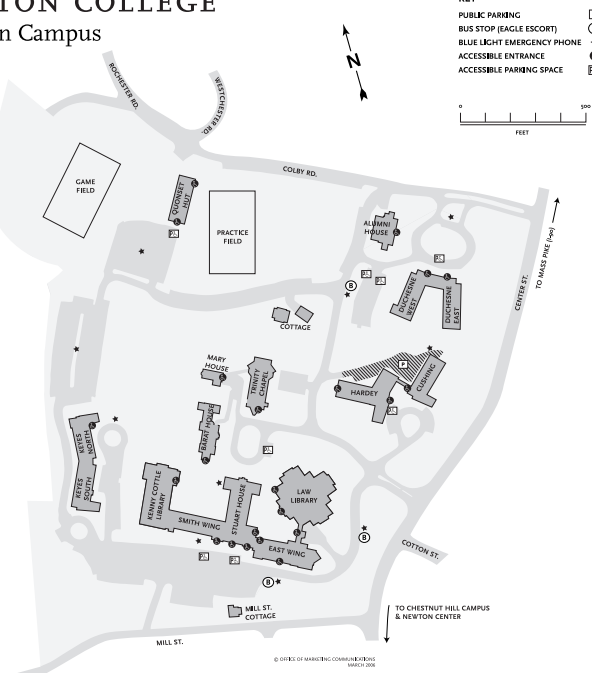 TON COLLEGE
n Campus
N
KEY
PUBLIC PARKING
BUS STOP (EAGLE ESCORT)
BLUE LIGHT EMERGENCY PHONE
ACCESSIBLE ENTRANCE
ACCESSIBLE PARKING SPACE
0 500
FEET
ROCHESTER RD.
WESTCHESTER RD.
COLBY RD.
GAME
FIELD
QUONSET
HUT
PRACTICE
FIELD
ALUMNI
HOUSE
CENTER ST.
TO MASS PIKE (I-90)
B
DUCHESNE
WEST
DUCHESNE
EAST
COTTAGE
MARY
HOUSE
TRINITY
CHAPEL
P
HARDEY
CUSHING
BARAT HOUSE
KEYES
NORTH
KEYES
SOUTH
KENNY COTTLE
LIBRARY
STUART HOUSE
LAW
LIBRARY
SMITH WING
EAST WING
B
COTTON ST.
B
MILL ST.
COTTAGE
TO CHESTNUT HILL CAMPUS
& NEWTON CENTER
MILL ST.
© OFFICE OF MARKETING COMMUNICATIONS
MARCH 2006